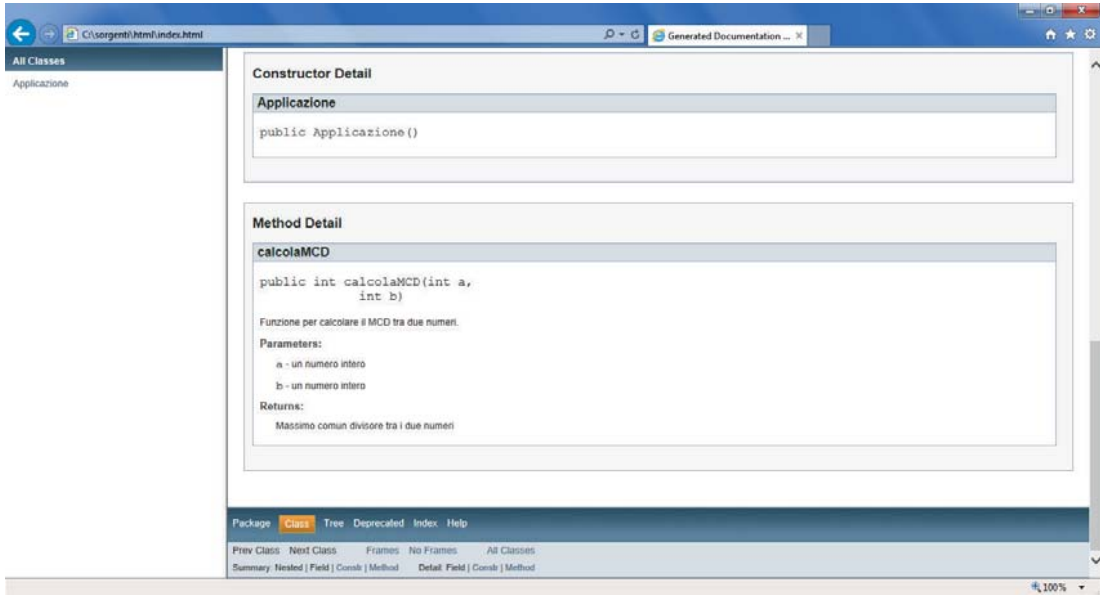 C:\sorgenti\html\index.html
Generated Documentation ...
All Classes
Applicazione
Constructor Detail
Applicazione
public Applicazione()
Method Detail
calcolaMCD
public int calcolaMCD(int a,
int b)
Funzione per calcolare il MCD tra due numeri.
Parameters:
a - un numero intero
b - un numero intero
Returns:
Massimo comun divisore tra i due numeri
Package Class Tree Deprecated Index Help
Prev Class Next Class Frames No Frames All Classes
Summary: Nested | Field | Constr | Method Detail: Field | Constr | Method
100%